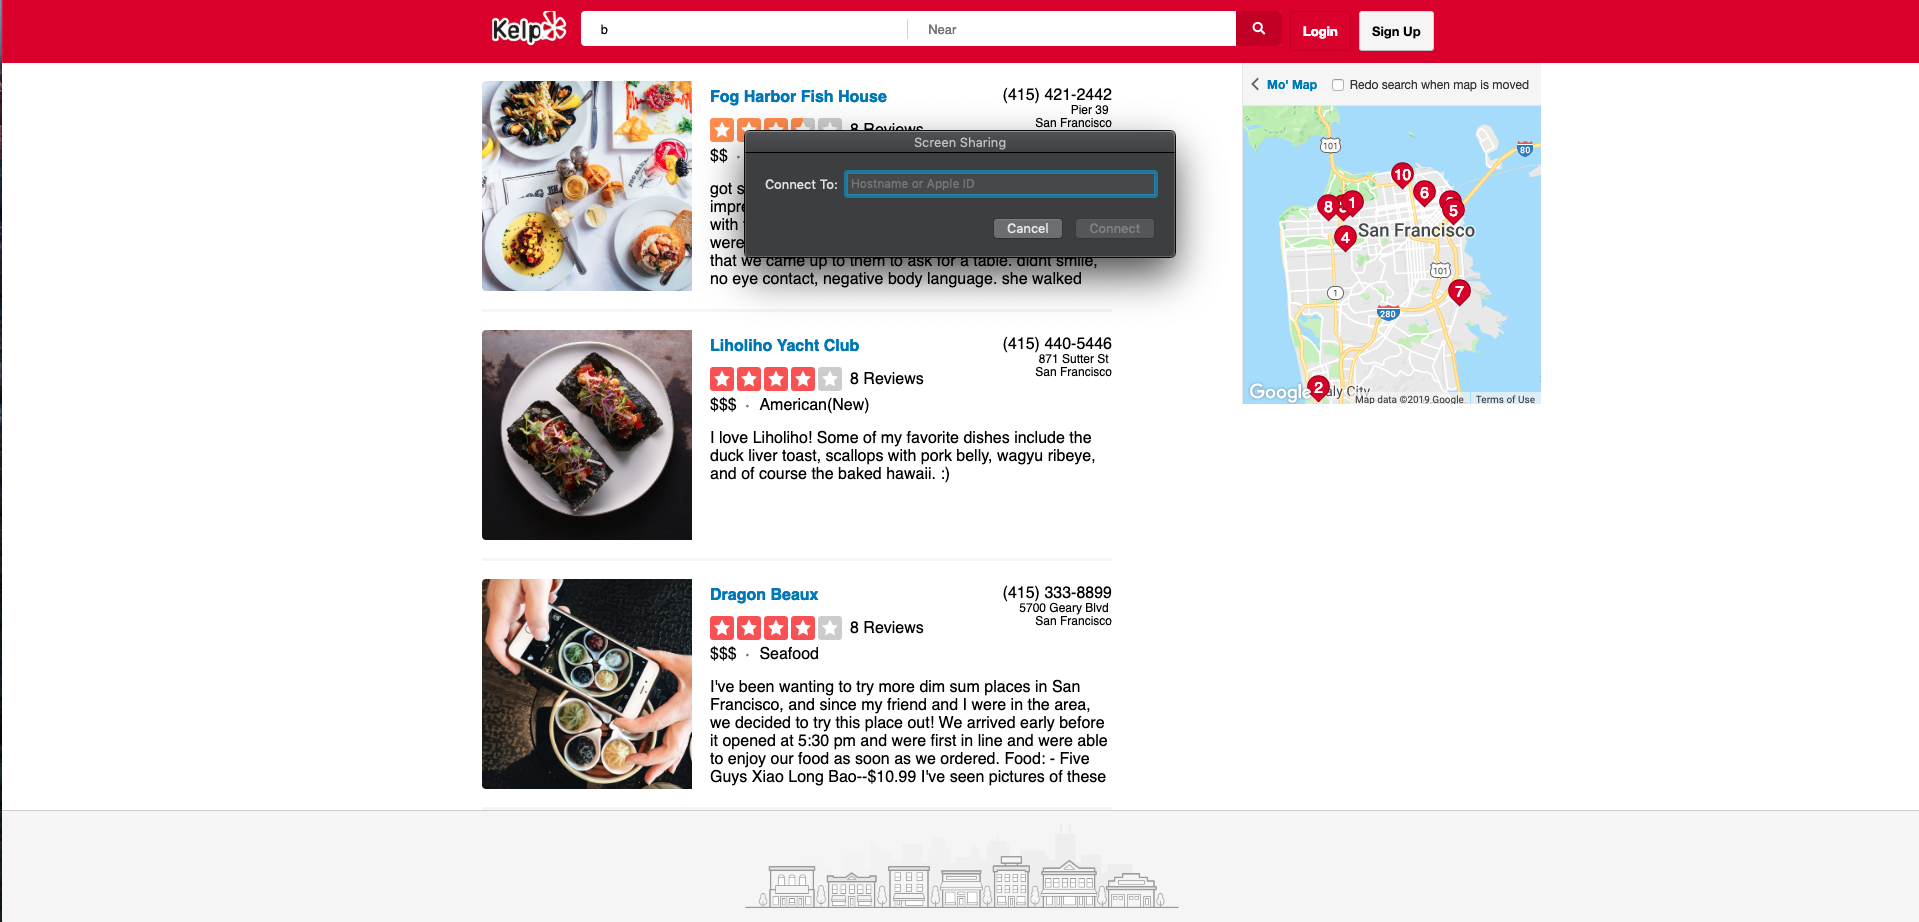 Kelp
b
Near
Login
Sign Up
Fog Harbor Fish House
(415) 421-2442
Pier 39
San Francisco
8 Reviews
$$ ·
got s
impre
with
were
that we came up to them to ask for a table. didnt smile,
no eye contact, negative body language. she walked
Screen Sharing
Connect To:
Hostname or Apple ID
Cancel
Connect
Liholiho Yacht Club
(415) 440-5446
871 Sutter St
San Francisco
8 Reviews
$$$ · American(New)
I love Liholiho! Some of my favorite dishes include the
duck liver toast, scallops with pork belly, wagyu ribeye,
and of course the baked hawaii. :)
Dragon Beaux
(415) 333-8899
5700 Geary Blvd
San Francisco
8 Reviews
$$$ · Seafood
I've been wanting to try more dim sum places in San
Francisco, and since my friend and I were in the area,
we decided to try this place out! We arrived early before
it opened at 5:30 pm and were first in line and were able
to enjoy our food as soon as we ordered. Food: - Five
Guys Xiao Long Bao--$10.99 I've seen pictures of these
Mo' Map
Redo search when map is moved
101
80
10
6
8
1
5
4
San Francisco
101
1
7
280
2
Google
aly City
Map data ©2019 Google
Terms of Use